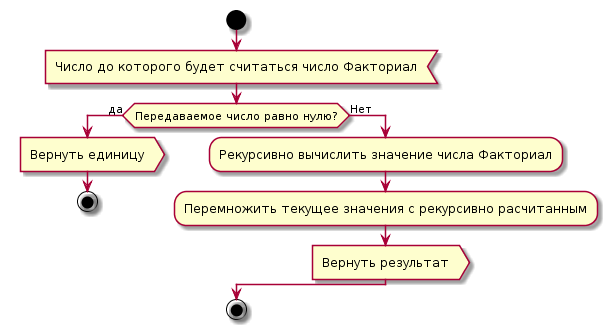 Число до которого будет считаться число Факториал
да
Передаваемое число равно нулю?
Нет
Вернуть единицу
Рекурсивно вычислить значение числа Факториал
Перемножить текущее значения с рекурсивно расчитанным
Вернуть результат